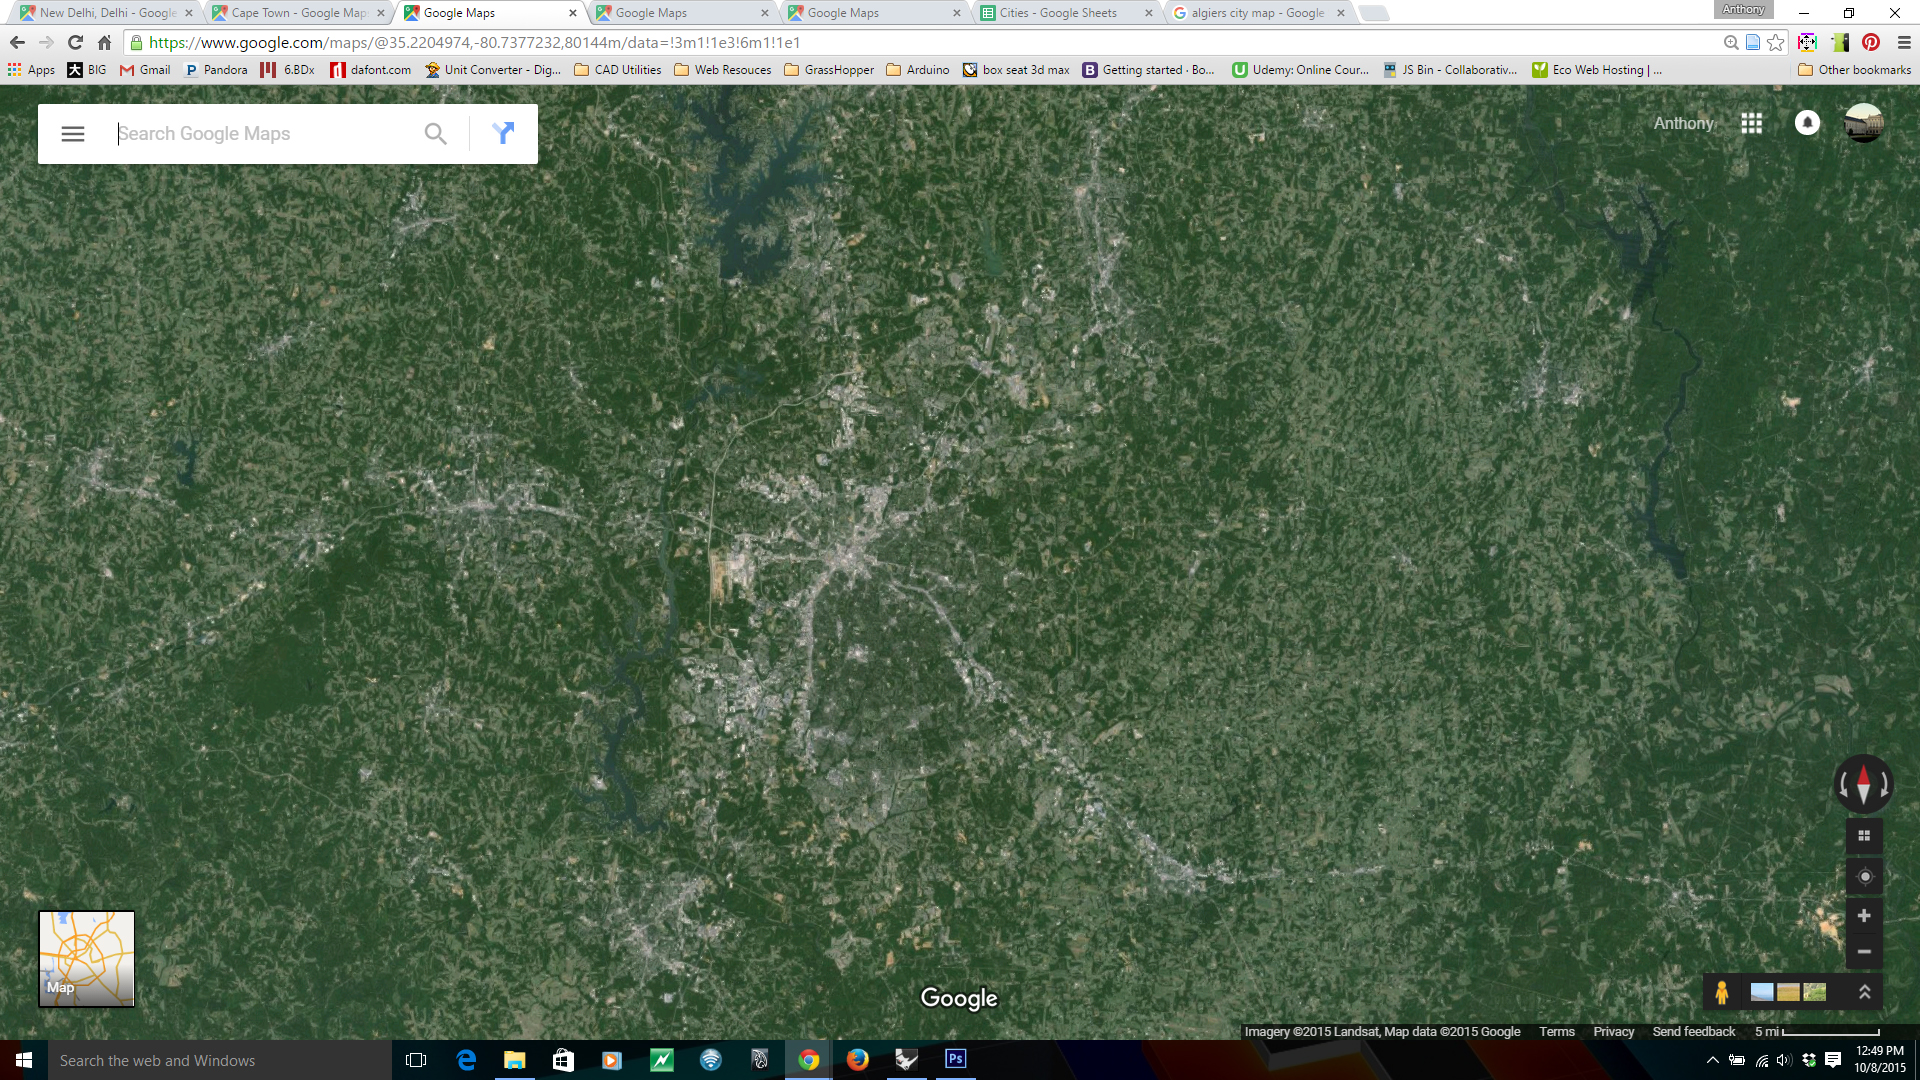 New Delhi, Delhi - Google
Cape Town - Google Maps
Google Maps
Google Maps
Google Maps
Cities - Google Sheets
algiers city map - Google
Anthony
https://www.google.com/maps/@35.2204974,-80.7377232,80144m/data=!3m1!1e3!6m1!1e1
Apps
BIG
Gmail
Pandora
6.BDx
dafont.com
Unit Converter - Dig...
CAD Utilities
Web Resouces
GrassHopper
Arduino
box seat 3d max
Getting started · Bo...
Udemy: Online Cour...
JS Bin - Collaborativ...
Eco Web Hosting | ...
Other bookmarks
Search Google Maps
Anthony
Map
Google
Imagery ©2015 Landsat, Map data ©2015 Google
Terms
Privacy
Send feedback
5 mi
Search the web and Windows
Ps
12:49 PM
10/8/2015